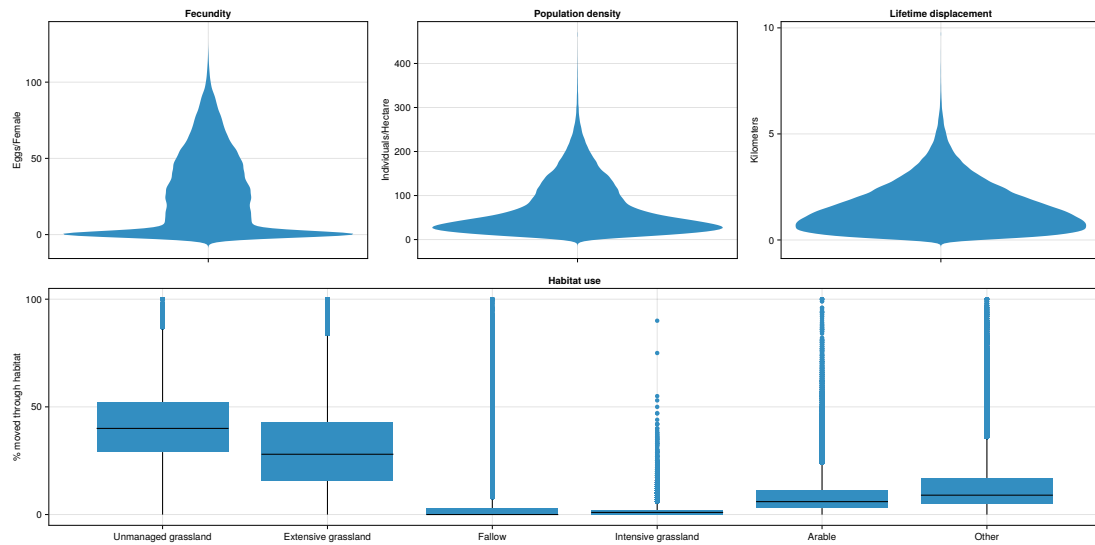 Fecundity
Eggs/Female
100
50
0
Population density
Individuals/Hectare
400
300
200
100
0
Lifetime displacement
Kilometers
10
5
0
Habitat use
% moved through habitat
100
50
0
Unmanaged grassland
Extensive grassland
Fallow
Intensive grassland
Arable
Other